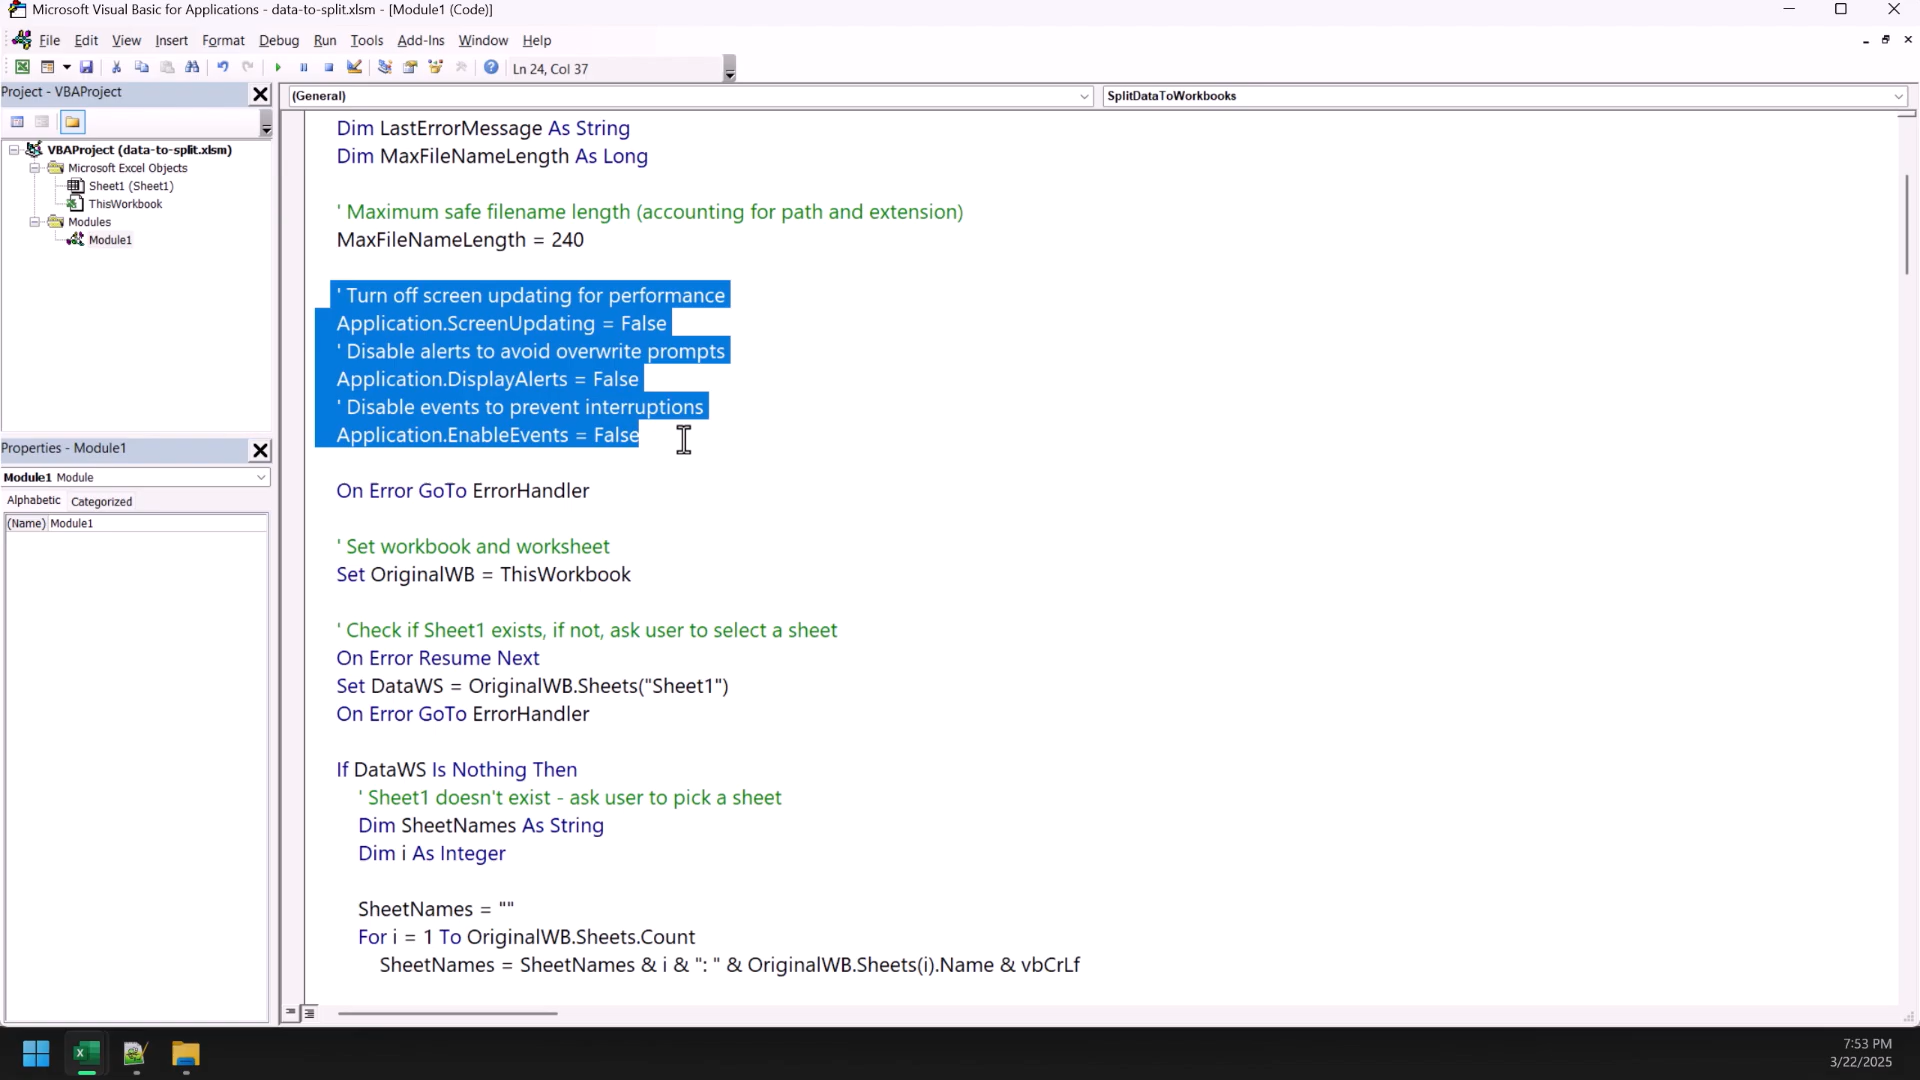 Microsoft Visual Basic for Applications - data-to-split.xlsm - [Module1 (Code)]
File Edit View Insert Format Debug Run Tools Add-Ins Window Help
Ln 24, Col 37
Project - VBAProject
(General)
SplitDataToWorkbooks
VBAProject (data-to-split.xlsm)
Microsoft Excel Objects
Sheet1 (Sheet1)
ThisWorkbook
Modules
Module1
Properties - Module1
Module1 Module
Alphabetic Categorized
(Name) Module1
Dim LastErrorMessage As String
Dim MaxFileNameLength As Long
' Maximum safe filename length (accounting for path and extension)
MaxFileNameLength = 240
' Turn off screen updating for performance
Application.ScreenUpdating = False
' Disable alerts to avoid overwrite prompts
Application.DisplayAlerts = False
' Disable events to prevent interruptions
Application.EnableEvents = False
On Error GoTo ErrorHandler
' Set workbook and worksheet
Set OriginalWB = ThisWorkbook
' Check if Sheet1 exists, if not, ask user to select a sheet
On Error Resume Next
Set DataWS = OriginalWB.Sheets("Sheet1")
On Error GoTo ErrorHandler
If DataWS Is Nothing Then
' Sheet1 doesn't exist - ask user to pick a sheet
Dim SheetNames As String
Dim i As Integer
SheetNames = ""
For i = 1 To OriginalWB.Sheets.Count
SheetNames = SheetNames & i & ": " & OriginalWB.Sheets(i).Name & vbCrLf
7:53 PM
3/22/2025